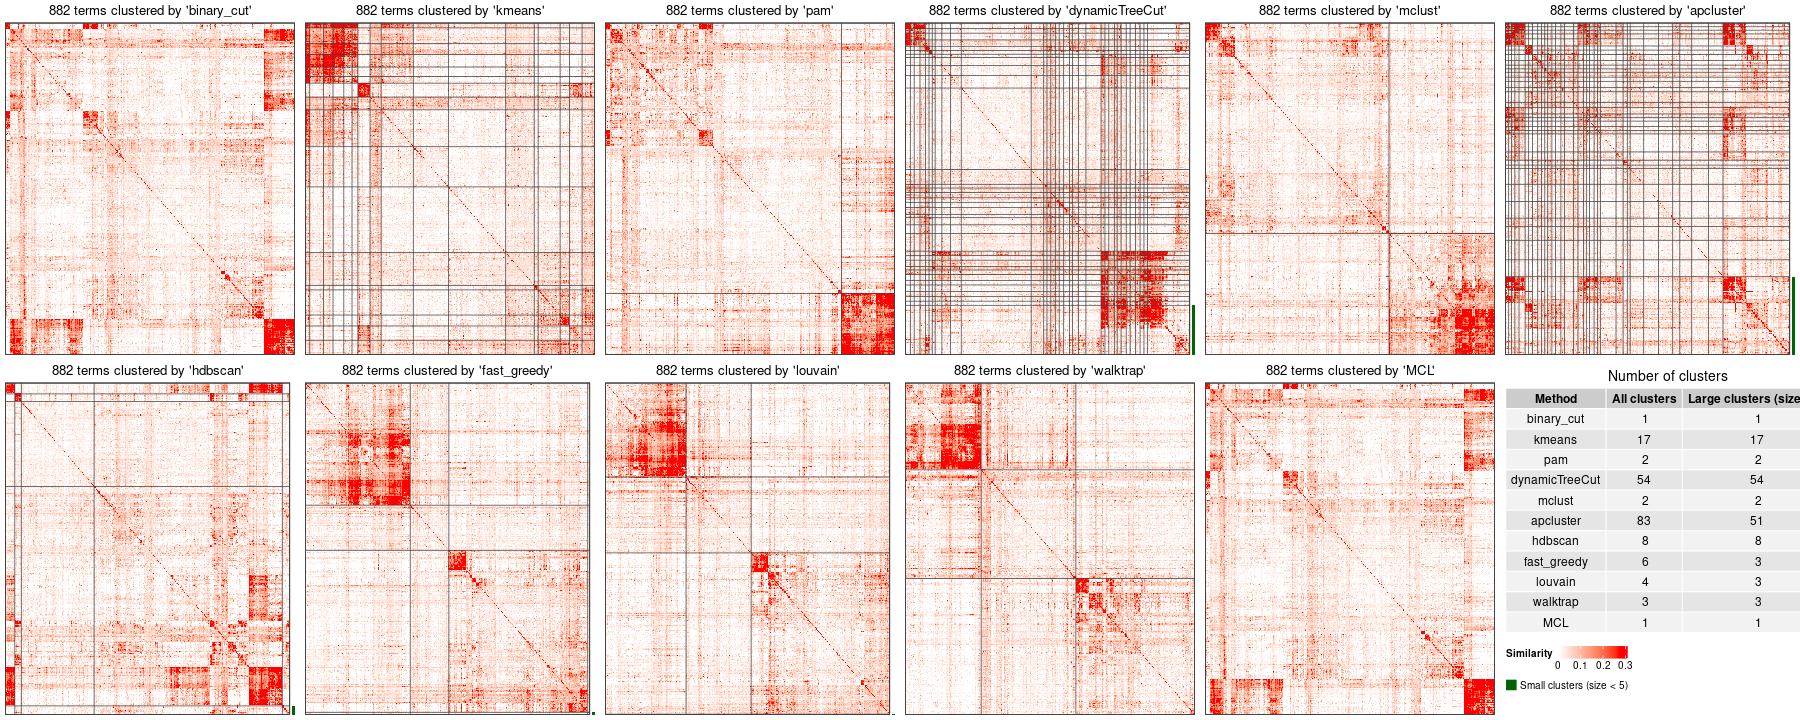 882 terms clustered by 'binary_cut'
882 terms clustered by 'kmeans'
882 terms clustered by 'pam'
882 terms clustered by 'dynamicTreeCut'
882 terms clustered by 'mclust'
882 terms clustered by 'apcluster'
882 terms clustered by 'hdbscan'
882 terms clustered by 'fast_greedy'
882 terms clustered by 'louvain'
882 terms clustered by 'walktrap'
882 terms clustered by 'MCL'
Number of clusters
Method All clusters Large clusters (size
binary_cut 1 1
kmeans 17 17
pam 2 2
dynamicTreeCut 54 54
mclust 2 2
apcluster 83 51
hdbscan 8 8
fast_greedy 6 3
louvain 4 3
walktrap 3 3
MCL 1 1
Similarity
0 0.1 0.2 0.3
Small clusters (size < 5)